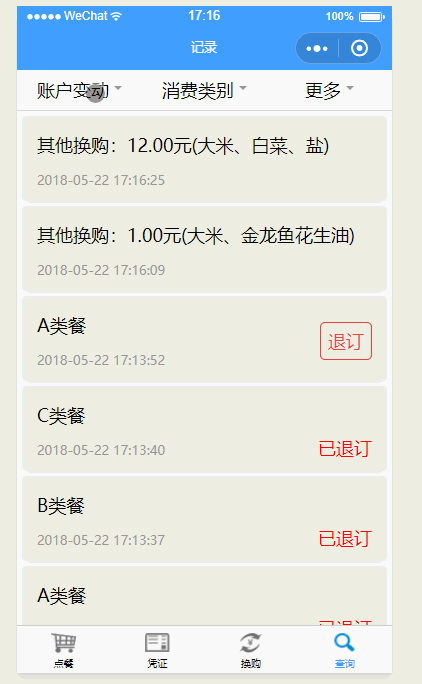 WeChat 17:16 100%
记录
账户变动 消费类别 更多
其他换购：12.00元(大米、白菜、盐)
2018-05-22 17:16:25
其他换购：1.00元(大米、金龙鱼花生油)
2018-05-22 17:16:09
A类餐
退订
2018-05-22 17:13:52
C类餐
2018-05-22 17:13:40 已退订
B类餐
2018-05-22 17:13:37 已退订
A类餐
已退订
点餐 凭证 换购 查询